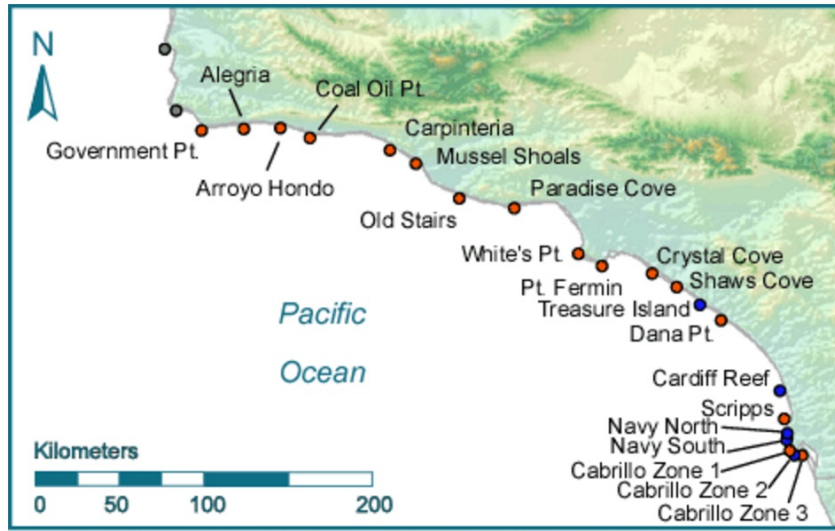 N
Alegria
Coal Oil Pt.
Government Pt.
Arroyo Hondo
Carpinteria
Mussel Shoals
Old Stairs
Paradise Cove
White's Pt.
Pt. Fermin
Crystal Cove
Shaws Cove
Treasure Island
Dana Pt.
Pacific
Ocean
Cardiff Reef
Scripps
Navy North
Navy South
Cabrillo Zone 1
Cabrillo Zone 2
Cabrillo Zone 3
Kilometers
0 50 100 200